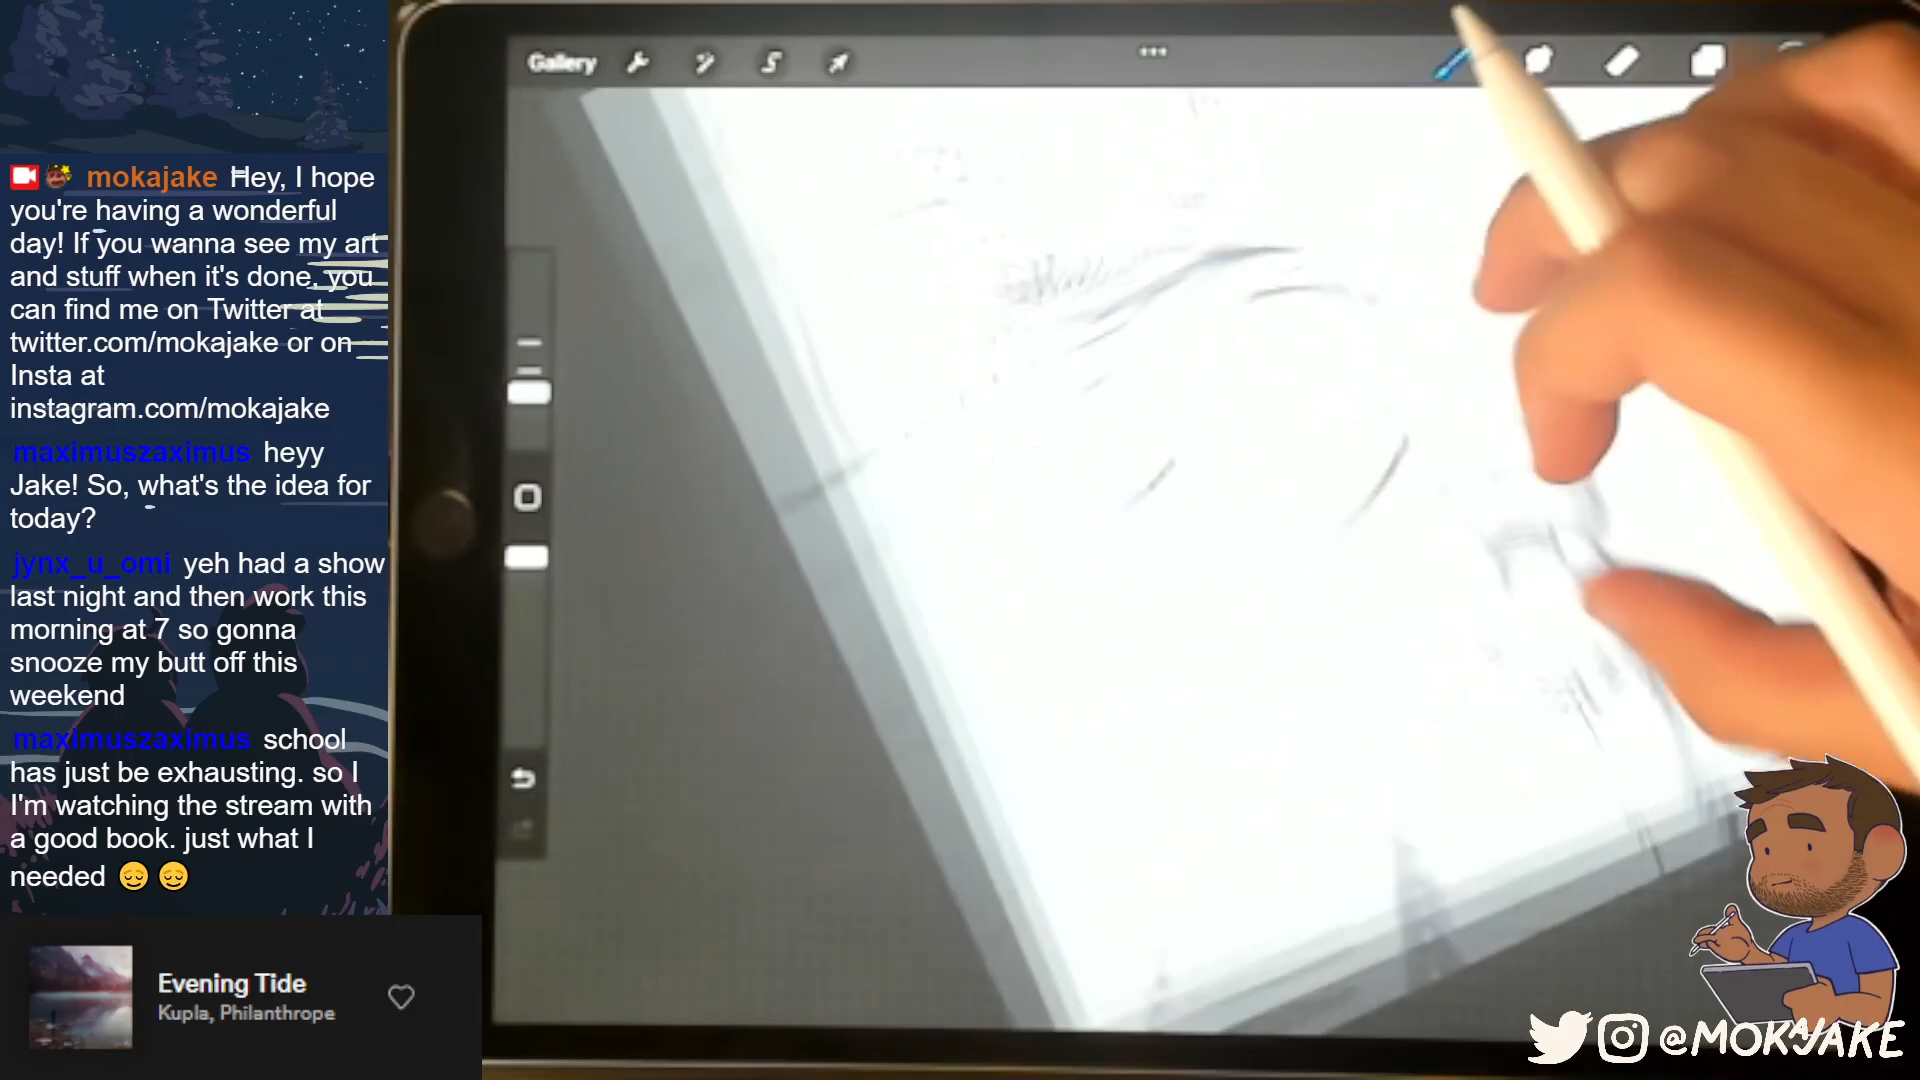 Gallery
mokajake Hey, I hope
you're having a wonderful
day! If you wanna see my art
and stuff when it's done, you
can find me on Twitter at
twitter.com/mokajake or on
Insta at
instagram.com/mokajake
maximuszaximus heyy
Jake! So, what's the idea for
today?
jynx_u_omi yeh had a show
last night and then work this
morning at 7 so gonna
snooze my butt off this
weekend
maximuszaximus school
has just be exhausting. so I
I'm watching the stream with
a good book. just what I
needed 😌 😌
Evening Tide
Kupla, Philanthrope
@MOKAJAKE